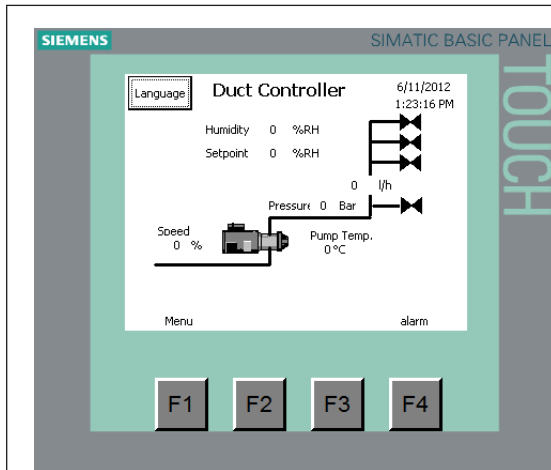 SIEMENS
SIMATIC BASIC PANEL
TOUCH
Language
Duct Controller
6/11/2012
1:23:16 PM
Humidity 0 %RH
Setpoint 0 %RH
0 l/h
Pressure 0 Bar
Speed
0 %
Pump Temp.
0 °C
Menu
alarm
F1
F2
F3
F4